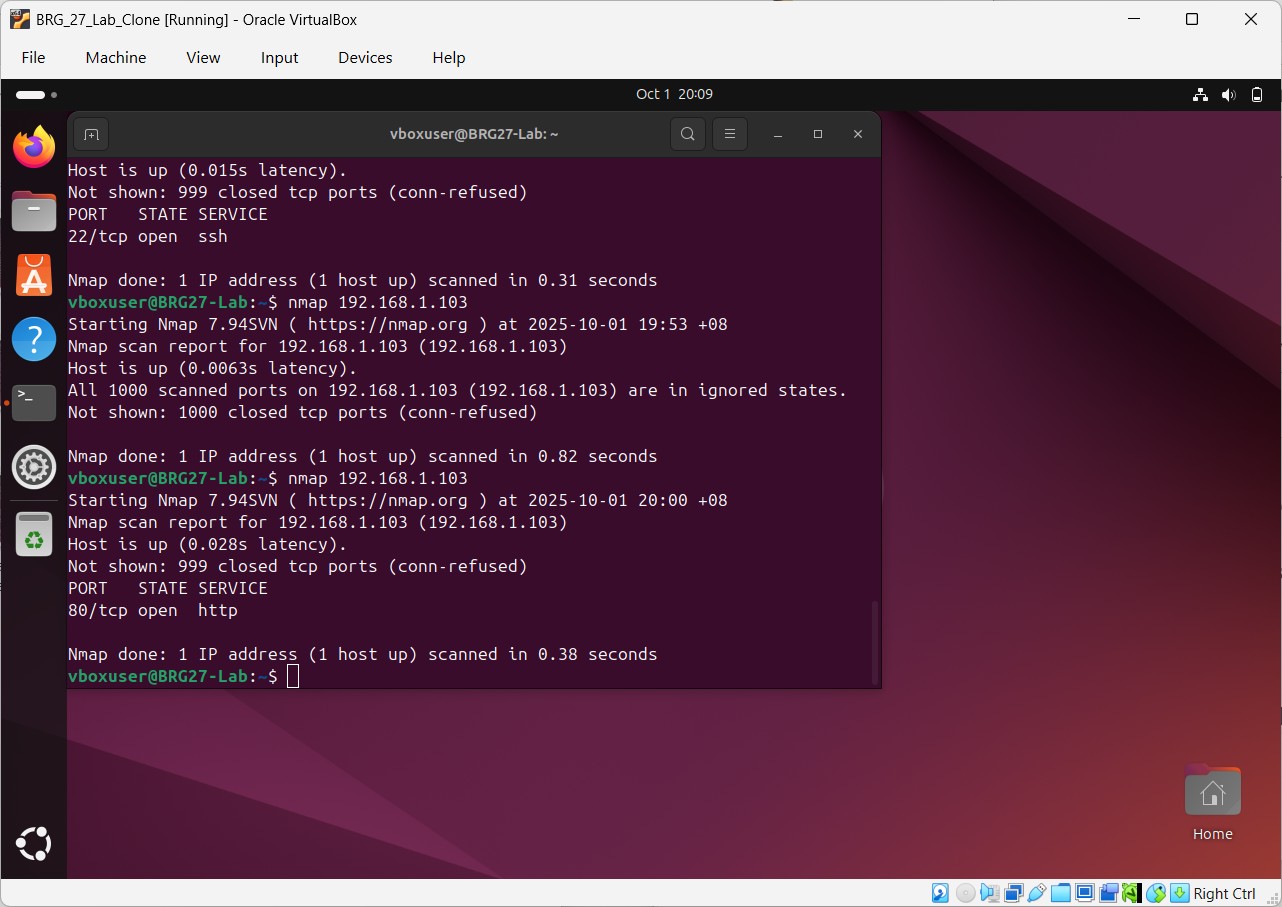 BRG_27_Lab_Clone [Running] - Oracle VirtualBox
File Machine View Input Devices Help
Oct 1 20:09
vboxuser@BRG27-Lab: ~
Host is up (0.015s latency).
Not shown: 999 closed tcp ports (conn-refused)
PORT   STATE SERVICE
22/tcp open  ssh
Nmap done: 1 IP address (1 host up) scanned in 0.31 seconds
vboxuser@BRG27-Lab:~$ nmap 192.168.1.103
Starting Nmap 7.94SVN ( https://nmap.org ) at 2025-10-01 19:53 +08
Nmap scan report for 192.168.1.103 (192.168.1.103)
Host is up (0.0063s latency).
All 1000 scanned ports on 192.168.1.103 (192.168.1.103) are in ignored states.
Not shown: 1000 closed tcp ports (conn-refused)
Nmap done: 1 IP address (1 host up) scanned in 0.82 seconds
vboxuser@BRG27-Lab:~$ nmap 192.168.1.103
Starting Nmap 7.94SVN ( https://nmap.org ) at 2025-10-01 20:00 +08
Nmap scan report for 192.168.1.103 (192.168.1.103)
Host is up (0.028s latency).
Not shown: 999 closed tcp ports (conn-refused)
PORT   STATE SERVICE
80/tcp open  http
Nmap done: 1 IP address (1 host up) scanned in 0.38 seconds
vboxuser@BRG27-Lab:~$
Home
Right Ctrl